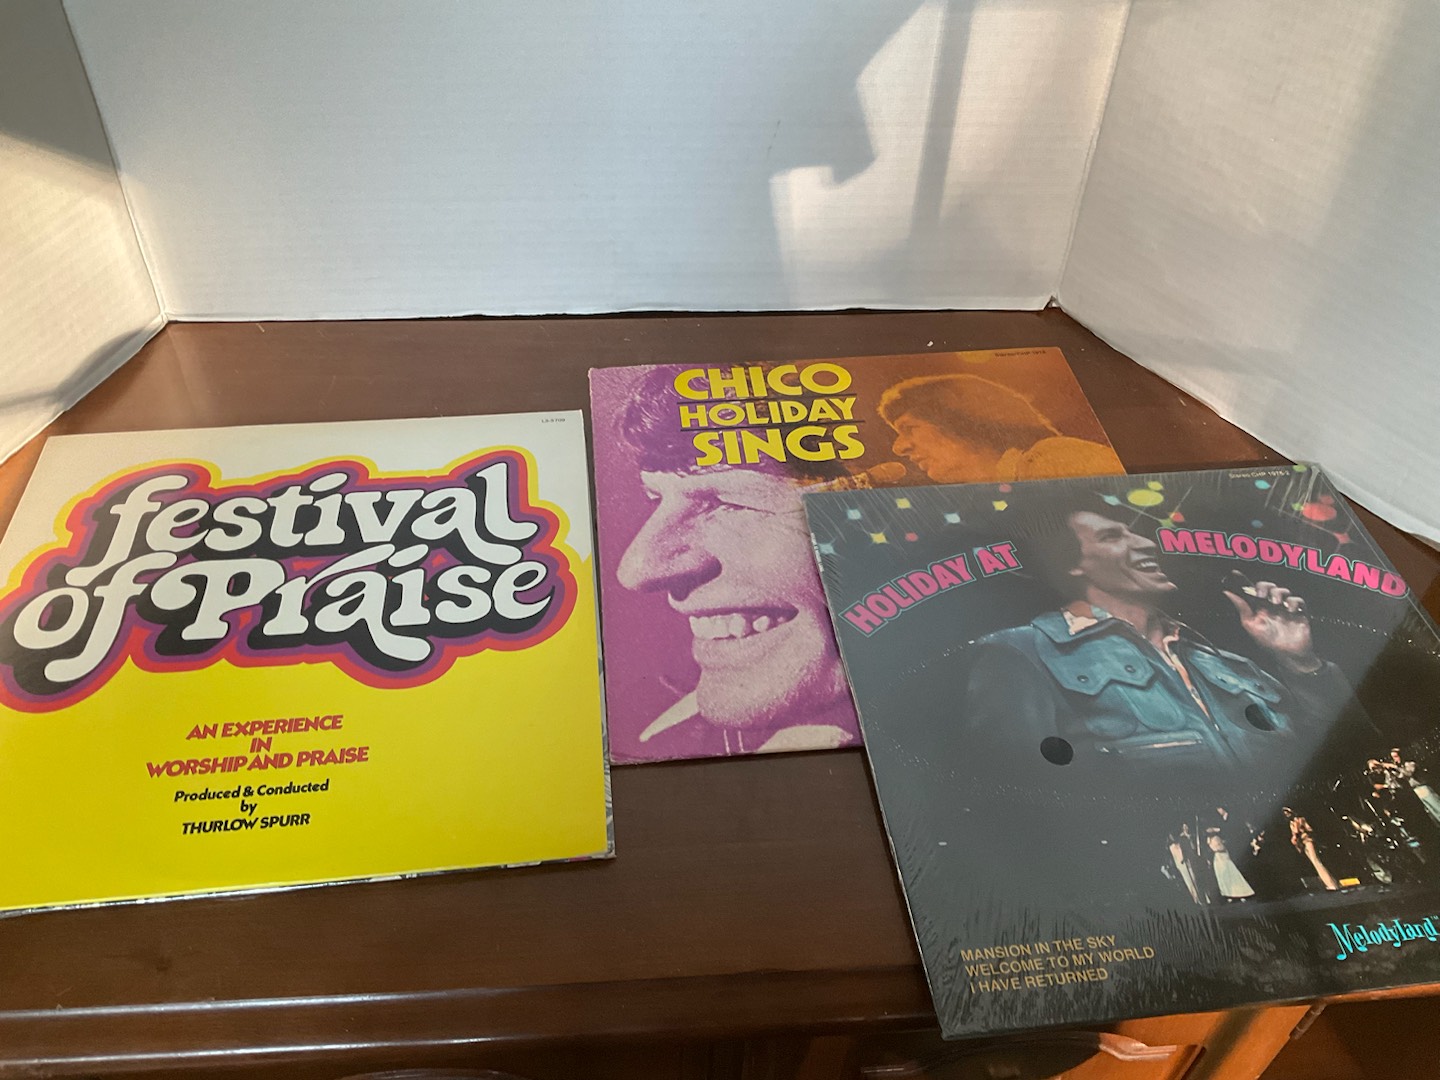 festival
of Praise
AN EXPERIENCE
IN
WORSHIP AND PRAISE
Produced & Conducted
by
THURLOW SPURR
CHICO
HOLIDAY
SINGS
HOLIDAY AT MELODYLAND
MANSION IN THE SKY
WELCOME TO MY WORLD
I HAVE RETURNED
Melodyland